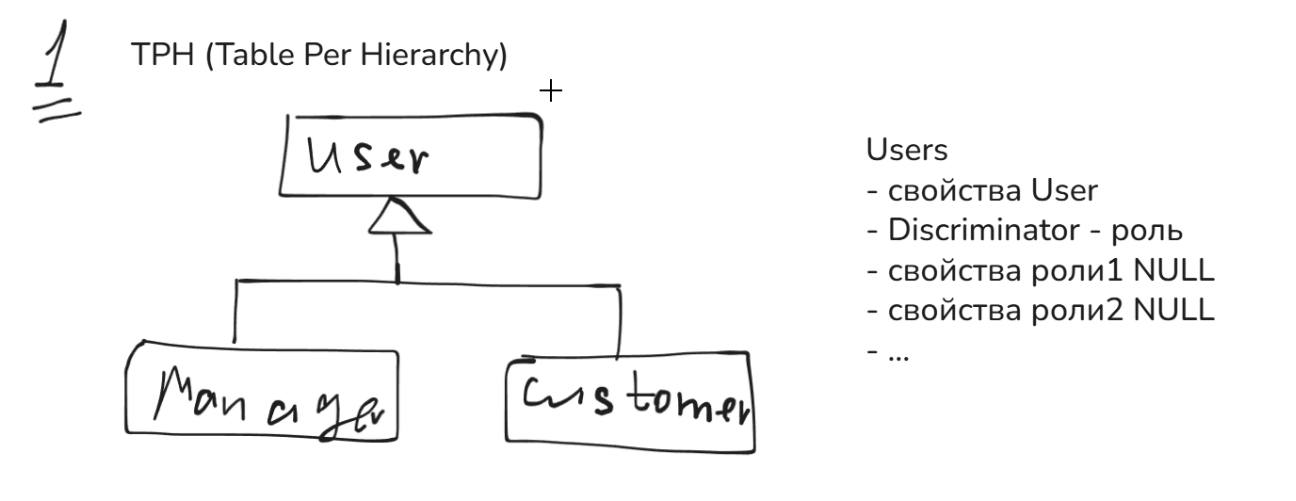 1
TPH (Table Per Hierarchy)
User
Manager
Customer
Users
- свойства User
- Discriminator - роль
- свойства роли1 NULL
- свойства роли2 NULL
- ...